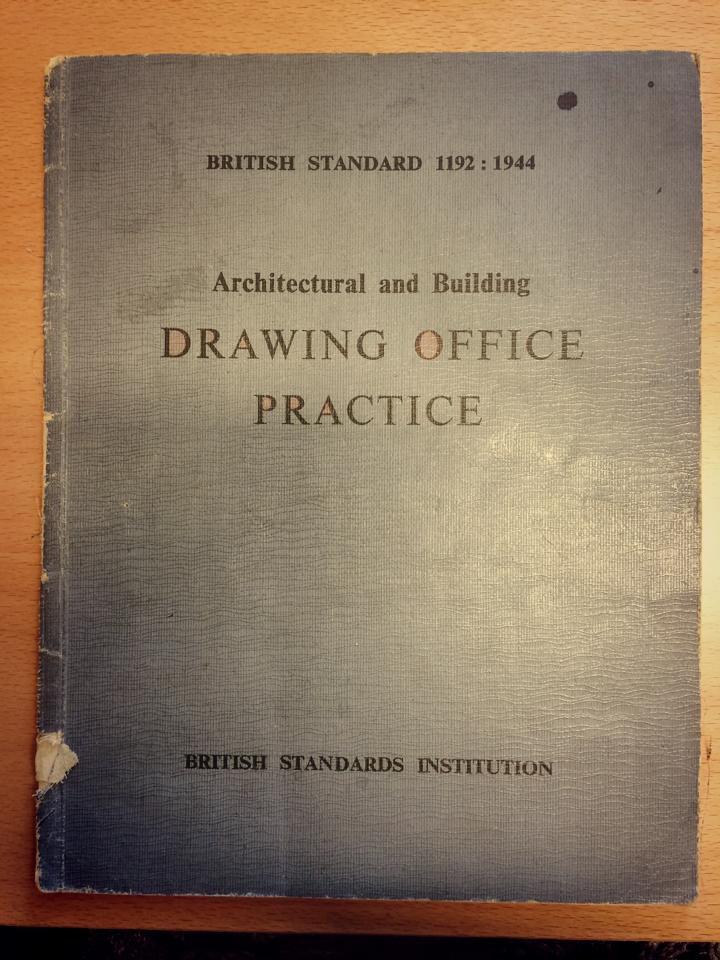 BRITISH STANDARD 1192 : 1944
Architectural and Building
DRAWING OFFICE
PRACTICE
BRITISH STANDARDS INSTITUTION